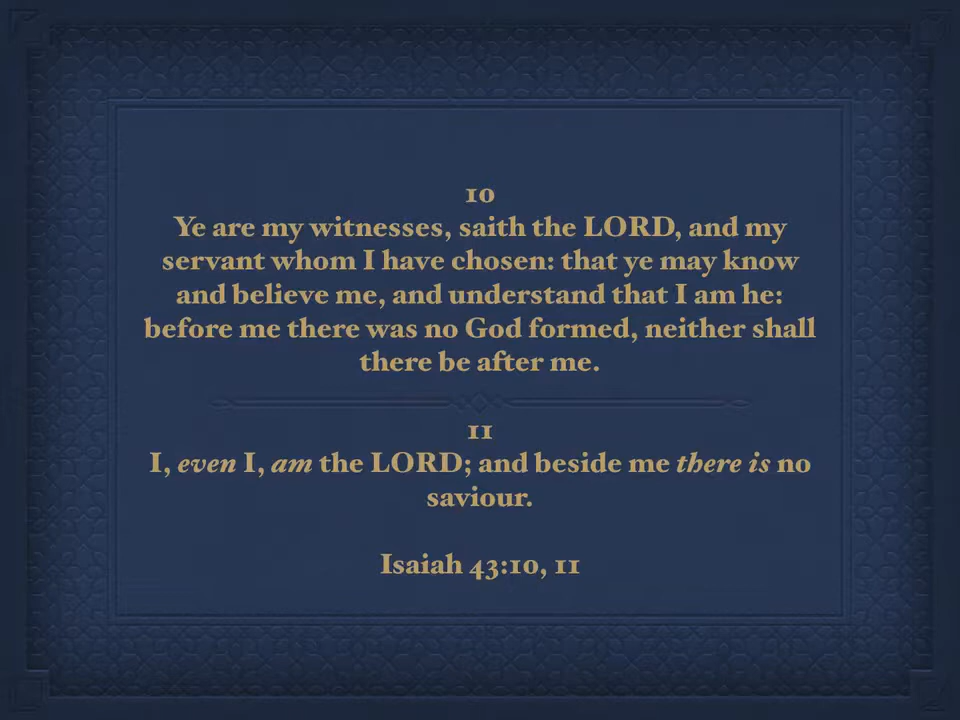 10
Ye are my witnesses, saith the LORD, and my
servant whom I have chosen: that ye may know
and believe me, and understand that I am he:
before me there was no God formed, neither shall
there be after me.
11
I, even I, am the LORD; and beside me there is no
saviour.
Isaiah 43:10, 11